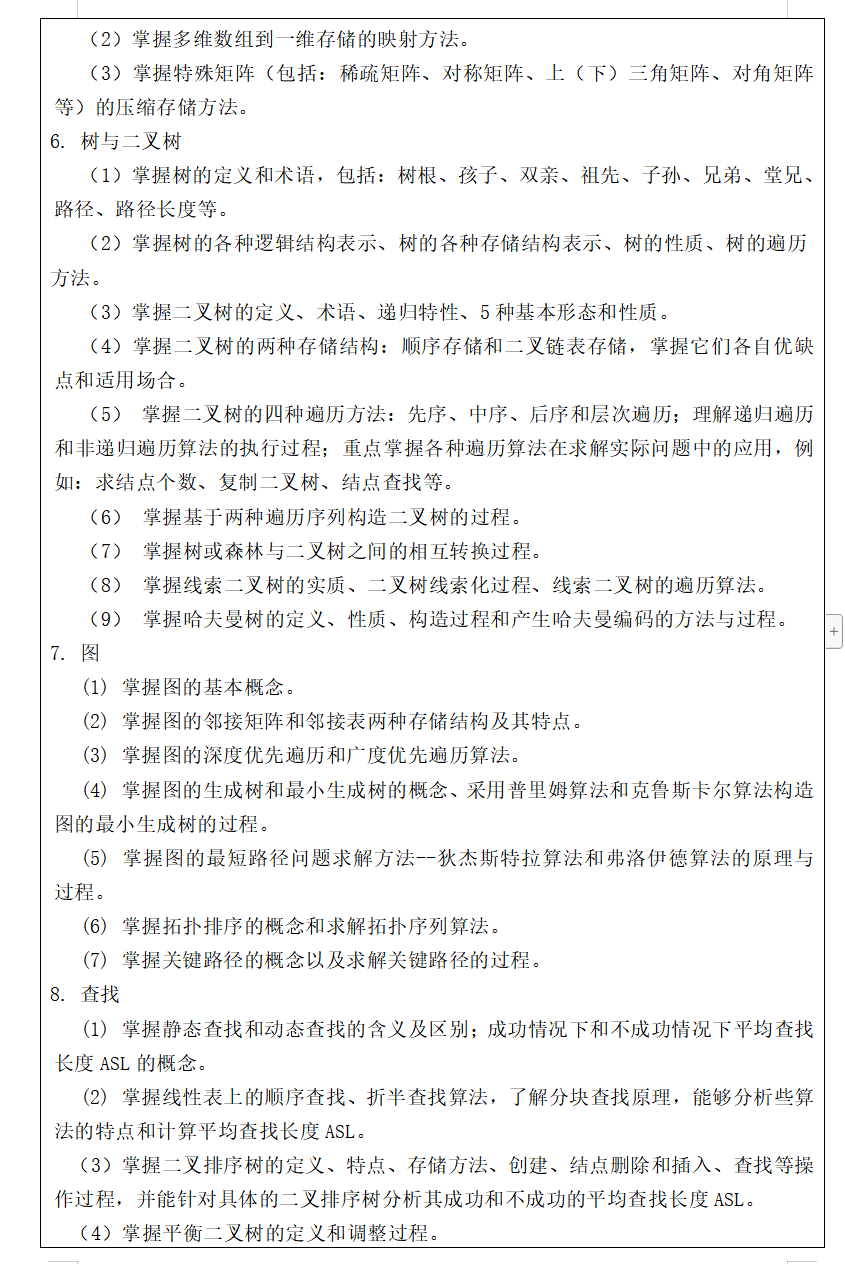 （2）掌握多维数组到一维存储的映射方法。
（3）掌握特殊矩阵（包括：稀疏矩阵、对称矩阵、上（下）三角矩阵、对角矩阵
等）的压缩存储方法。
6. 树与二叉树
（1）掌握树的定义和术语，包括：树根、孩子、双亲、祖先、子孙、兄弟、堂兄、
路径、路径长度等。
（2）掌握树的各种逻辑结构表示、树的各种存储结构表示、树的性质、树的遍历
方法。
（3）掌握二叉树的定义、术语、递归特性、5 种基本形态和性质。
（4）掌握二叉树的两种存储结构：顺序存储和二叉链表存储，掌握它们各自优缺
点和适用场合。
（5） 掌握二叉树的四种遍历方法：先序、中序、后序和层次遍历；理解递归遍历
和非递归遍历算法的执行过程；重点掌握各种遍历算法在求解实际问题中的应用，例
如：求结点个数、复制二叉树、结点查找等。
（6） 掌握基于两种遍历序列构造二叉树的过程。
（7） 掌握树或森林与二叉树之间的相互转换过程。
（8） 掌握线索二叉树的实质、二叉树线索化过程、线索二叉树的遍历算法。
（9） 掌握哈夫曼树的定义、性质、构造过程和产生哈夫曼编码的方法与过程。
7. 图
(1) 掌握图的基本概念。
(2) 掌握图的邻接矩阵和邻接表两种存储结构及其特点。
(3) 掌握图的深度优先遍历和广度优先遍历算法。
(4) 掌握图的生成树和最小生成树的概念、采用普里姆算法和克鲁斯卡尔算法构造
图的最小生成树的过程。
(5) 掌握图的最短路径问题求解方法--狄杰斯特拉算法和弗洛伊德算法的原理与
过程。
(6) 掌握拓扑排序的概念和求解拓扑序列算法。
(7) 掌握关键路径的概念以及求解关键路径的过程。
8. 查找
(1) 掌握静态查找和动态查找的含义及区别；成功情况下和不成功情况下平均查找
长度 ASL 的概念。
(2) 掌握线性表上的顺序查找、折半查找算法，了解分块查找原理，能够分析些算
法的特点和计算平均查找长度 ASL。
（3）掌握二叉排序树的定义、特点、存储方法、创建、结点删除和插入、查找等操
作过程，并能针对具体的二叉排序树分析其成功和不成功的平均查找长度 ASL。
（4）掌握平衡二叉树的定义和调整过程。